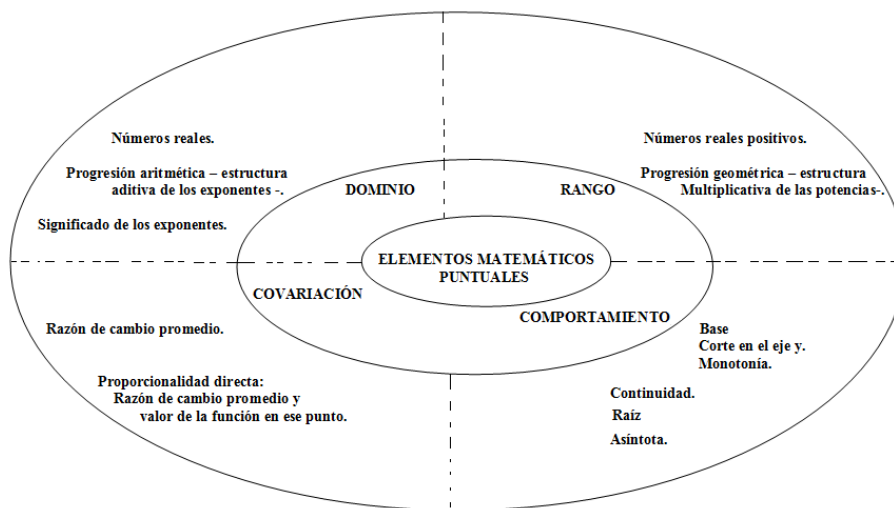 Números reales.
Progresión aritmética – estructura
aditiva de los exponentes -.
Significado de los exponentes.
DOMINIO
RANGO
Números reales positivos.
Progresión geométrica – estructura
Multiplicativa de las potencias-.
ELEMENTOS MATEMÁTICOS
PUNTUALES
COVARIACIÓN
COMPORTAMIENTO
Razón de cambio promedio.
Proporcionalidad directa:
Razón de cambio promedio y
valor de la función en ese punto.
Base
Corte en el eje y.
Monotonía.
Continuidad.
Raíz
Asíntota.